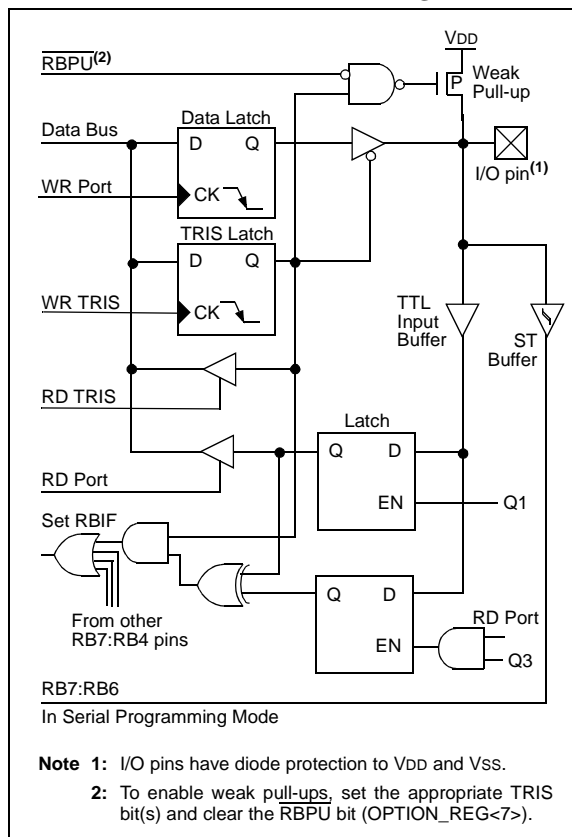 VDD
RBPU(2)
Weak
Pull-up
P
Data Latch
Data Bus
D Q
I/O pin(1)
WR Port
CK
TRIS Latch
D Q
WR TRIS
CK
TTL
Input
Buffer
ST
Buffer
RD TRIS
Latch
Q D
RD Port
EN
Q1
Set RBIF
From other
RB7:RB4 pins
Q D
RD Port
EN
Q3
RB7:RB6
In Serial Programming Mode
Note 1: I/O pins have diode protection to VDD and VSS.
2: To enable weak pull-ups, set the appropriate TRIS
bit(s) and clear the RBPU bit (OPTION_REG<7>).